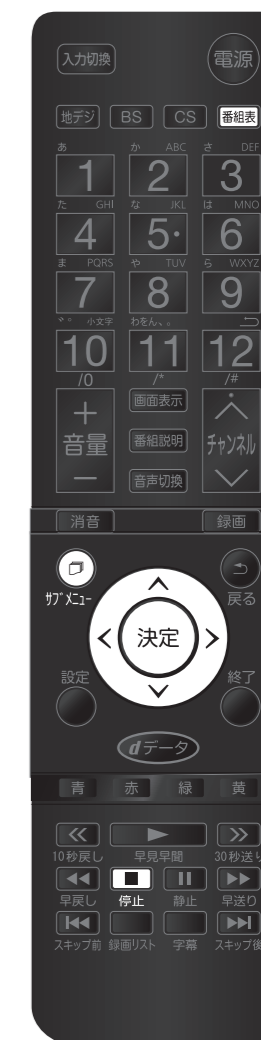 入力切換 電源
地デジ BS CS 番組表
あ か ABC さ DEF
1 2 3
た GHI な JKL は MNO
4 5 6
ま PQRS や TUV ら WXYZ
7 8 9
゛゜ 小文字 わをん、。
10 11 12
/0 /* /#
+ 画面表示
音量 番組説明 チャンネル
− 音声切換
消音 録画
サブメニュー 戻る
決定
設定 終了
dデータ
青 赤 緑 黄
10秒戻し 早見早聞 30秒送り
早戻し 停止 静止 早送り
スキップ前 録画リスト 字幕 スキップ後